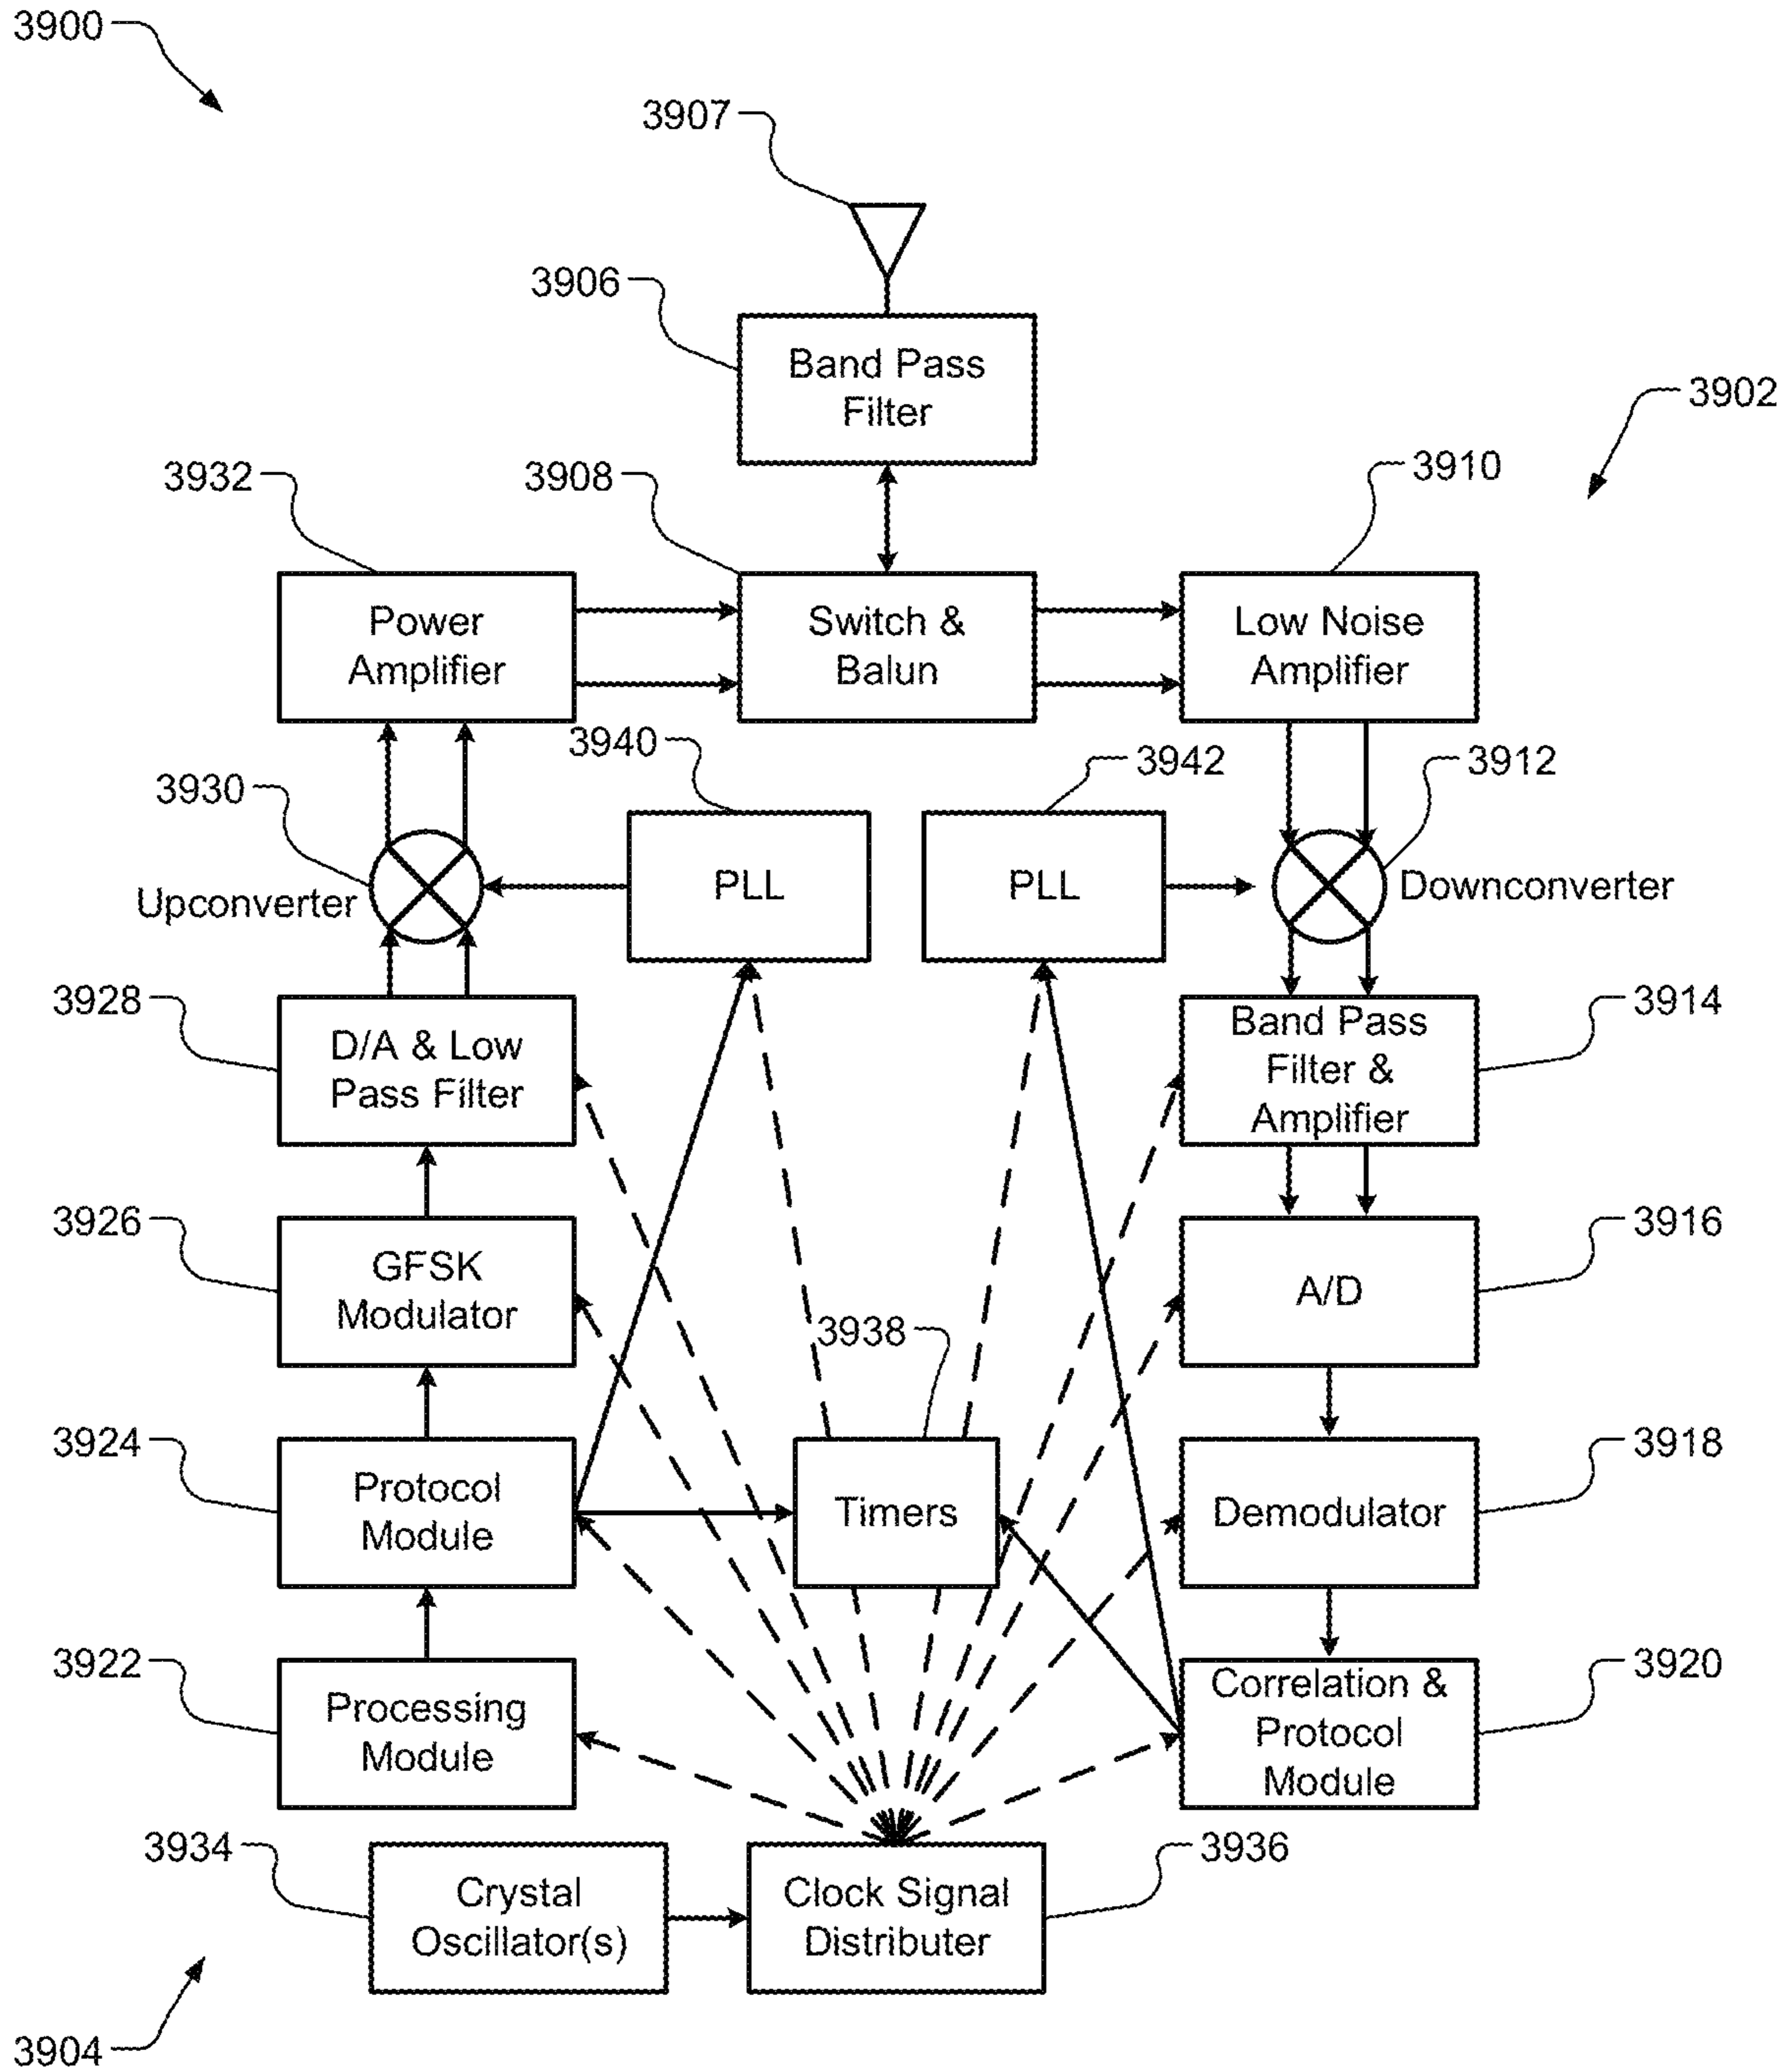 3900
3907
3906
Band Pass
Filter
3902
3932
3908
3910
Power
Amplifier
Switch &
Balun
Low Noise
Amplifier
3940
3942
3912
3930
PLL
PLL
Upconverter
Downconverter
3928
D/A & Low
Pass Filter
Band Pass
Filter &
Amplifier
3914
3926
GFSK
Modulator
A/D
3916
3938
3924
Protocol
Module
Timers
Demodulator
3918
3922
Processing
Module
Correlation &
Protocol
Module
3920
3934
Crystal
Oscillator(s)
Clock Signal
Distributer
3936
3904